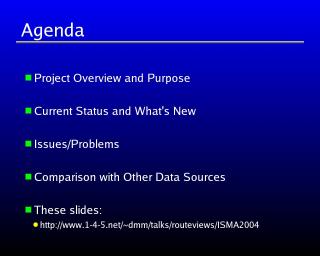 Agenda
Project Overview and Purpose
Current Status and What's New
Issues/Problems
Comparison with Other Data Sources
These slides:
http://www.1-4-5.net/~dmm/talks/routeviews/ISMA2004